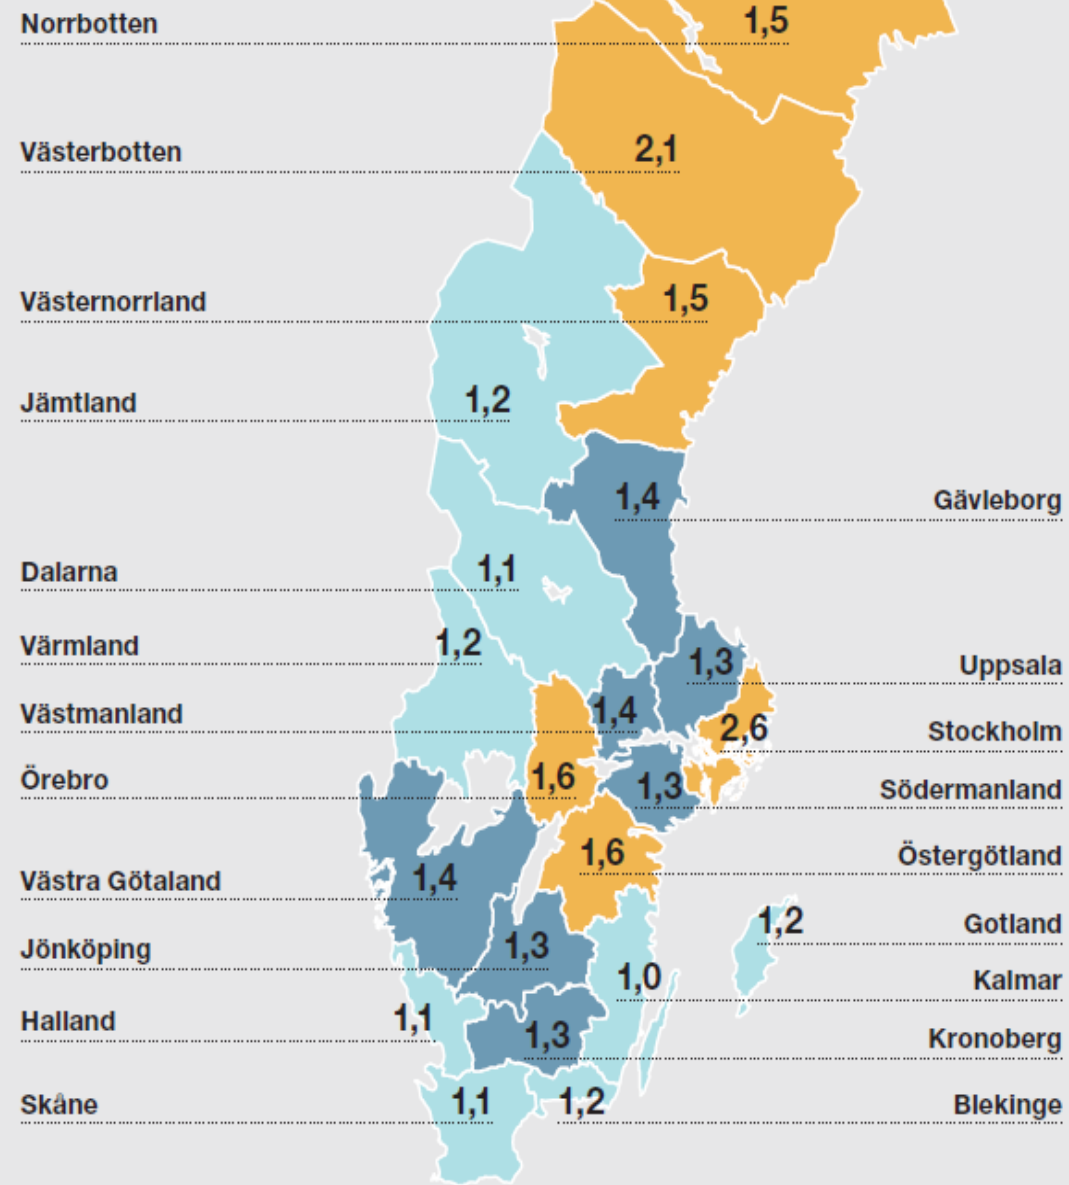 Norrbotten 1,5
Västerbotten 2,1
Västernorrland 1,5
Jämtland 1,2
1,4 Gävleborg
Dalarna 1,1
Värmland 1,2
1,3 Uppsala
Västmanland 1,4
2,6 Stockholm
Örebro 1,6
1,3 Södermanland
1,6 Östergötland
Västra Götaland 1,4
1,2 Gotland
Jönköping 1,3
1,0 Kalmar
Halland 1,1
1,3 Kronoberg
Skåne 1,1
1,2 Blekinge